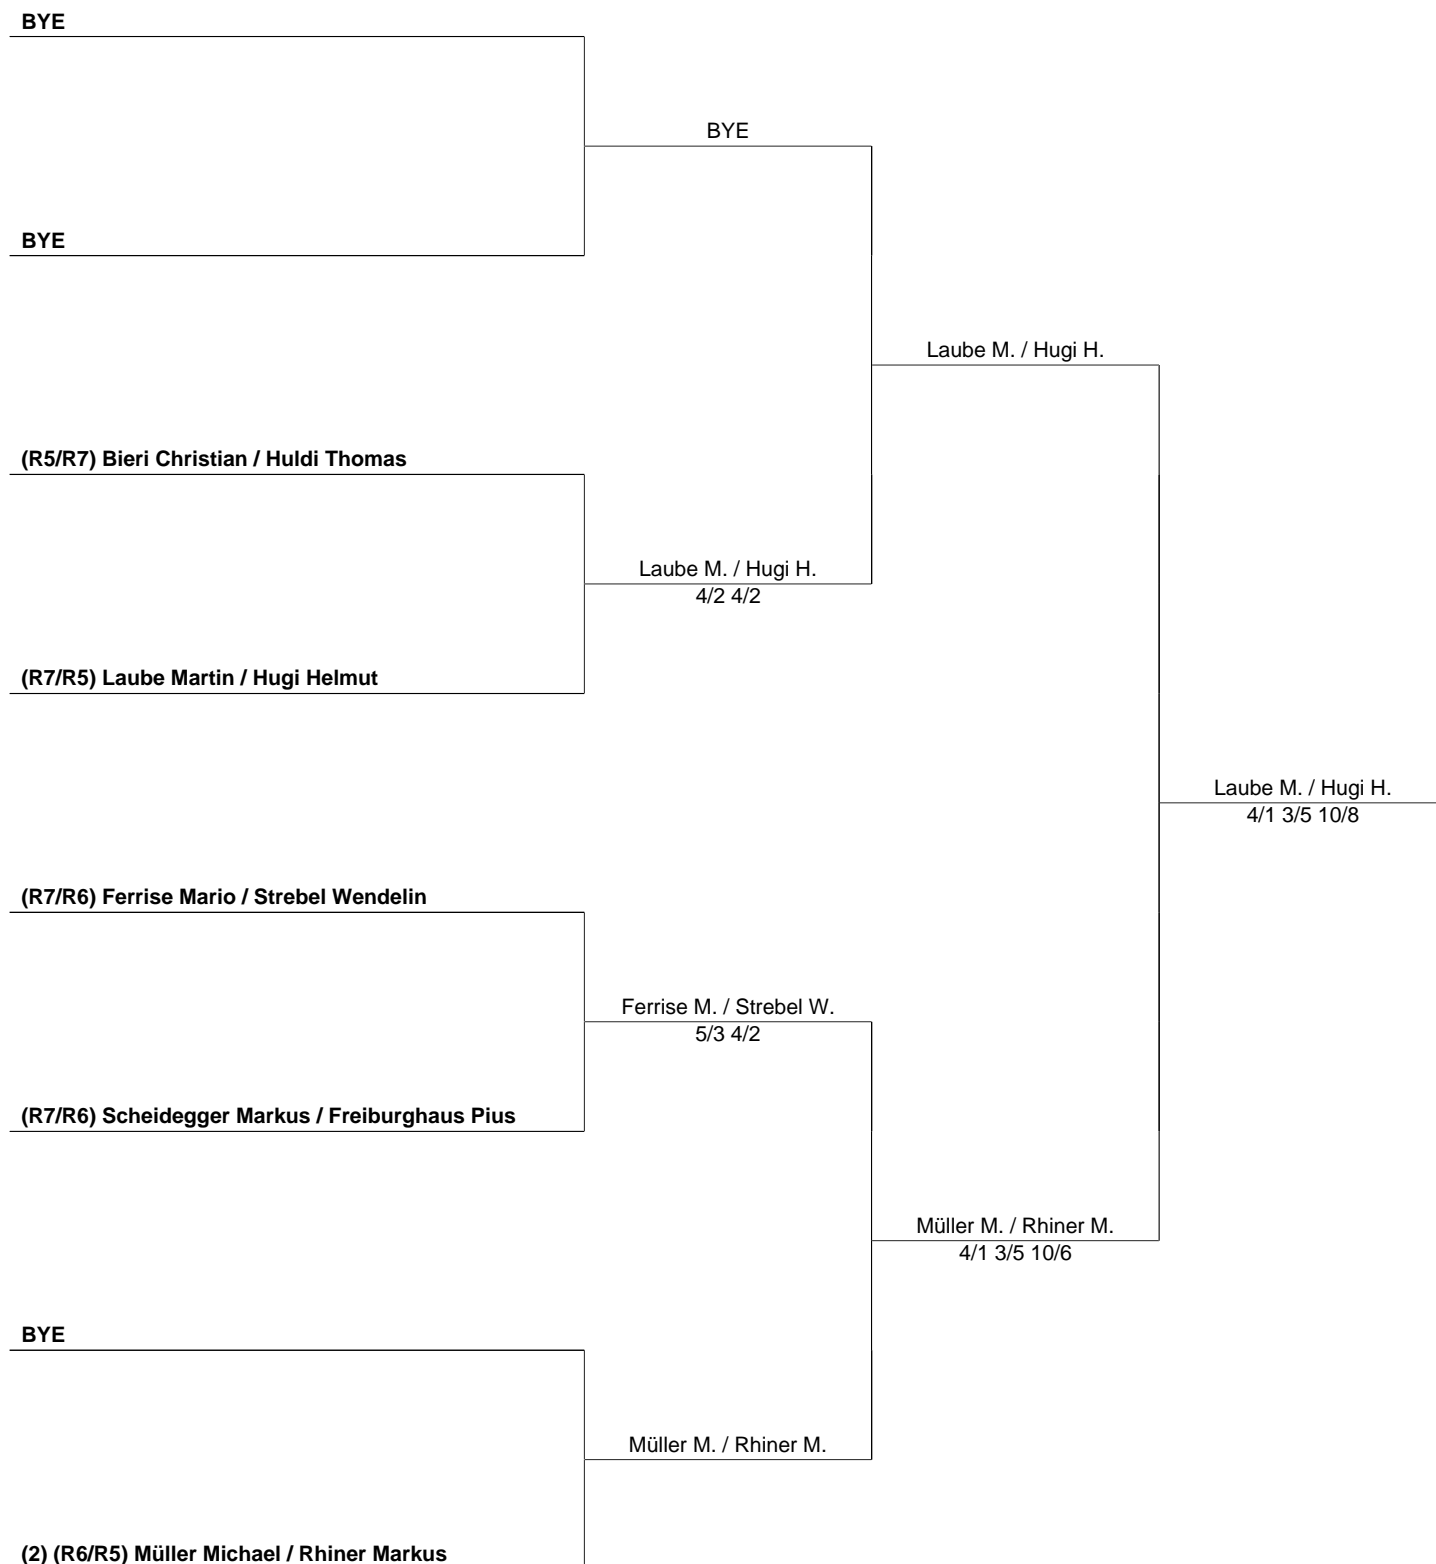 BYE
BYE
BYE
Laube M. / Hugi H.
(R5/R7) Bieri Christian / Huldi Thomas
Laube M. / Hugi H.
4/2 4/2
(R7/R5) Laube Martin / Hugi Helmut
Laube M. / Hugi H.
4/1 3/5 10/8
(R7/R6) Ferrise Mario / Strebel Wendelin
Ferrise M. / Strebel W.
5/3 4/2
(R7/R6) Scheidegger Markus / Freiburghaus Pius
Müller M. / Rhiner M.
4/1 3/5 10/6
BYE
Müller M. / Rhiner M.
(2) (R6/R5) Müller Michael / Rhiner Markus